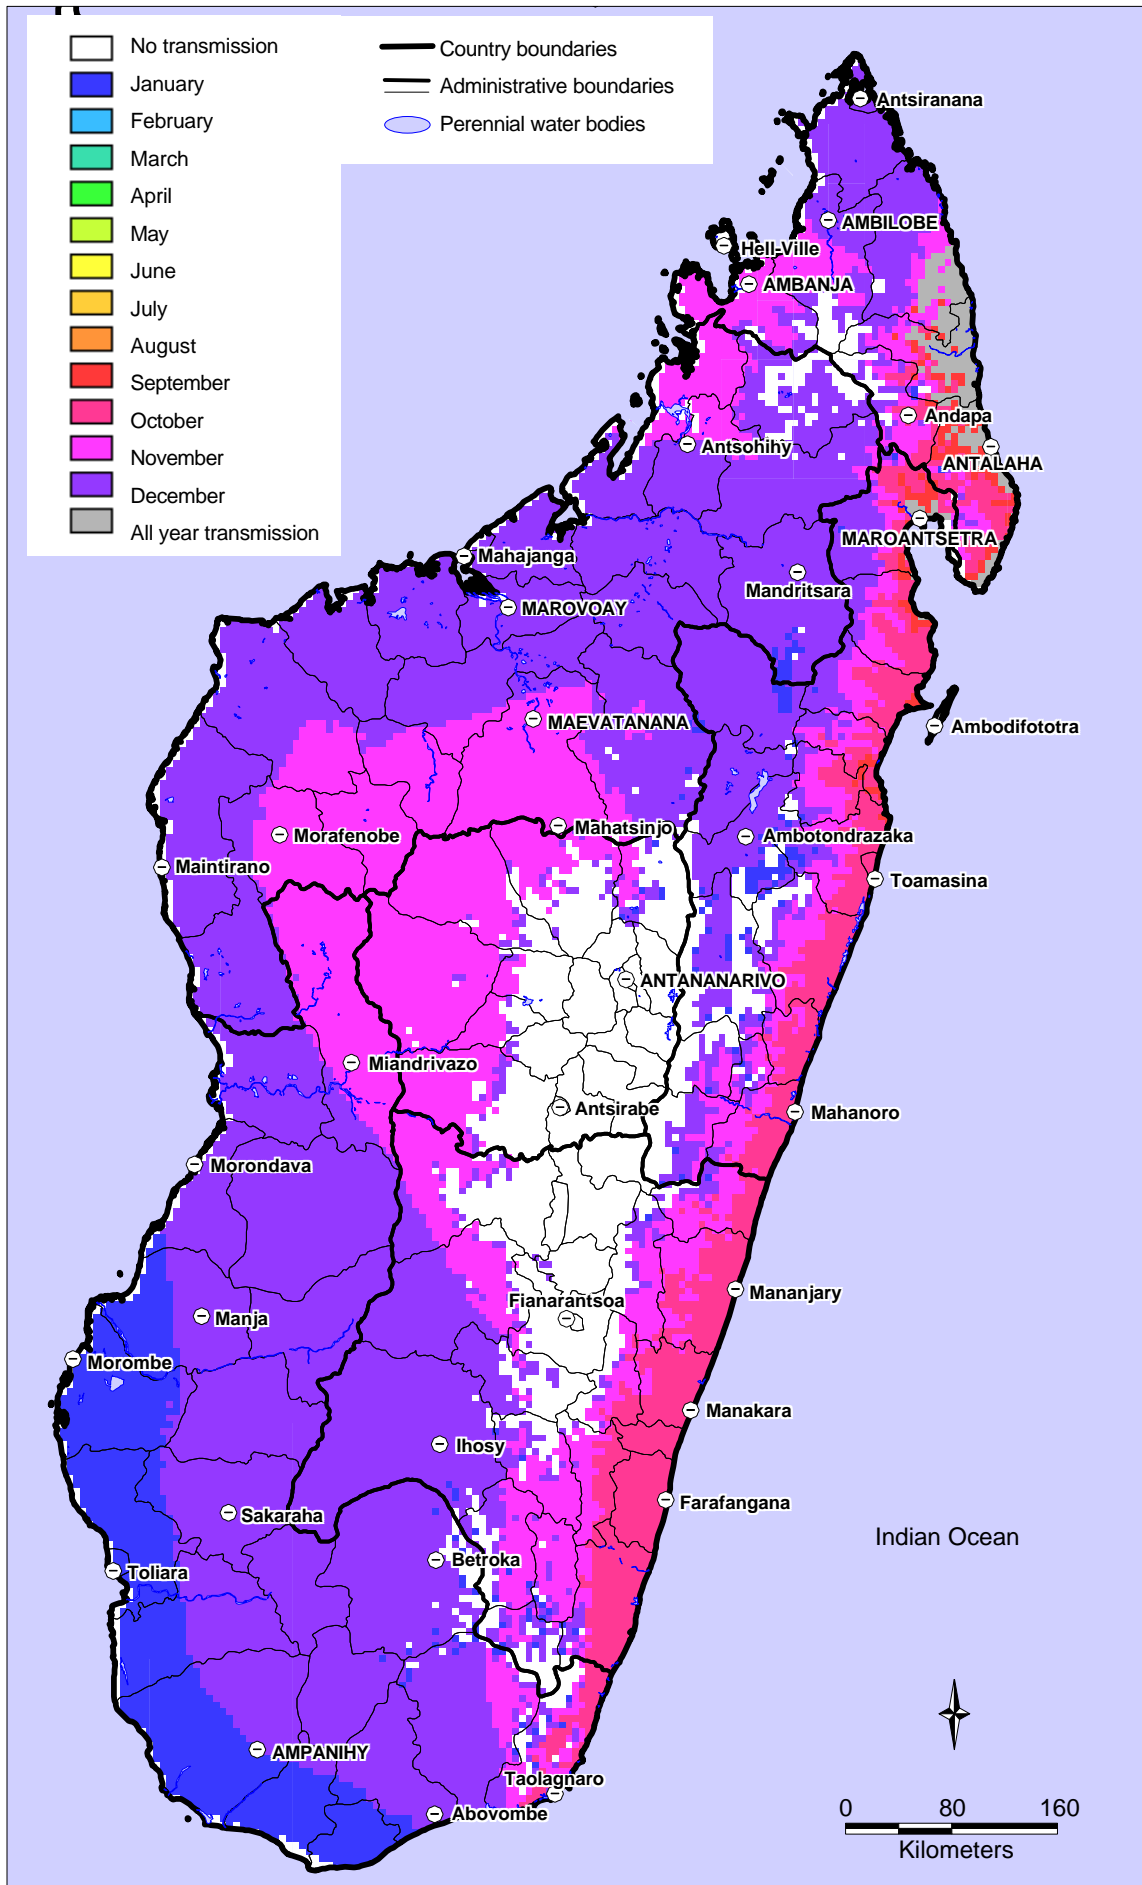 No transmission
January
February
March
April
May
June
July
August
September
October
November
December
All year transmission
Country boundaries
Administrative boundaries
Perennial water bodies
Antsiranana
AMBILOBE
Hell-Ville
AMBANJA
Andapa
Antsohihy
ANTALAHA
MAROANTSETRA
Mahajanga
Mandritsara
MAROVOAY
MAEVATANANA
Ambodifototra
Mahatsinjo
Morafenobe
Ambotondrazaka
Maintirano
Toamasina
ANTANANARIVO
Miandrivazo
Antsirabe
Mahanoro
Morondava
Mananjary
Fianarantsoa
Manja
Morombe
Manakara
Ihosy
Farafangana
Sakaraha
Indian Ocean
Betroka
Toliara
AMPANIHY
Taolagnaro
Abovombe
0 80 160
Kilometers